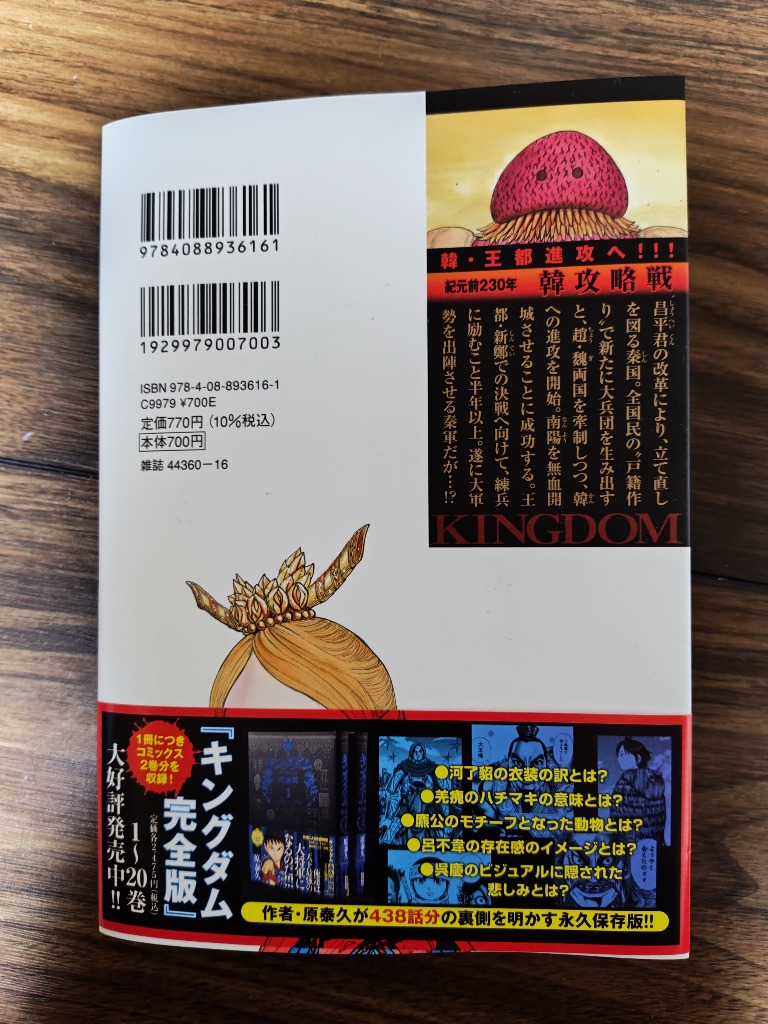 9784088936161
1929979007003
ISBN 978-4-08-893616-1
C9979 ¥700E
定価770円（10%税込）
本体700円
雑誌 44360－16
韓・王都進攻へ!!!
紀元前230年 韓攻略戦
昌平君の改革により、立て直し
を図る秦国。全国民の〝戸籍作
り〟で新たに大兵団を生み出す
と、趙・魏両国を牽制しつつ、韓
への進攻を開始。南陽を無血開
城させることに成功する。王
都・新鄭での決戦へ向けて、練兵
に励むこと半年以上。遂に大軍
勢を出陣させる秦軍だが…!?
KINGDOM
1冊につき
コミックス
2巻分を
収録！
『キングダム
完全版』
定価各2,475円（税込）
1〜20巻
大好評発売中!!
●河了貂の衣装の訳とは？
●羌瘣のハチマキの意味とは？
●麃公のモチーフとなった動物とは？
●呂不韋の存在感のイメージとは？
●呉慶のビジュアルに隠された
悲しみとは？
作者・原泰久が438話分の裏側を明かす永久保存版!!